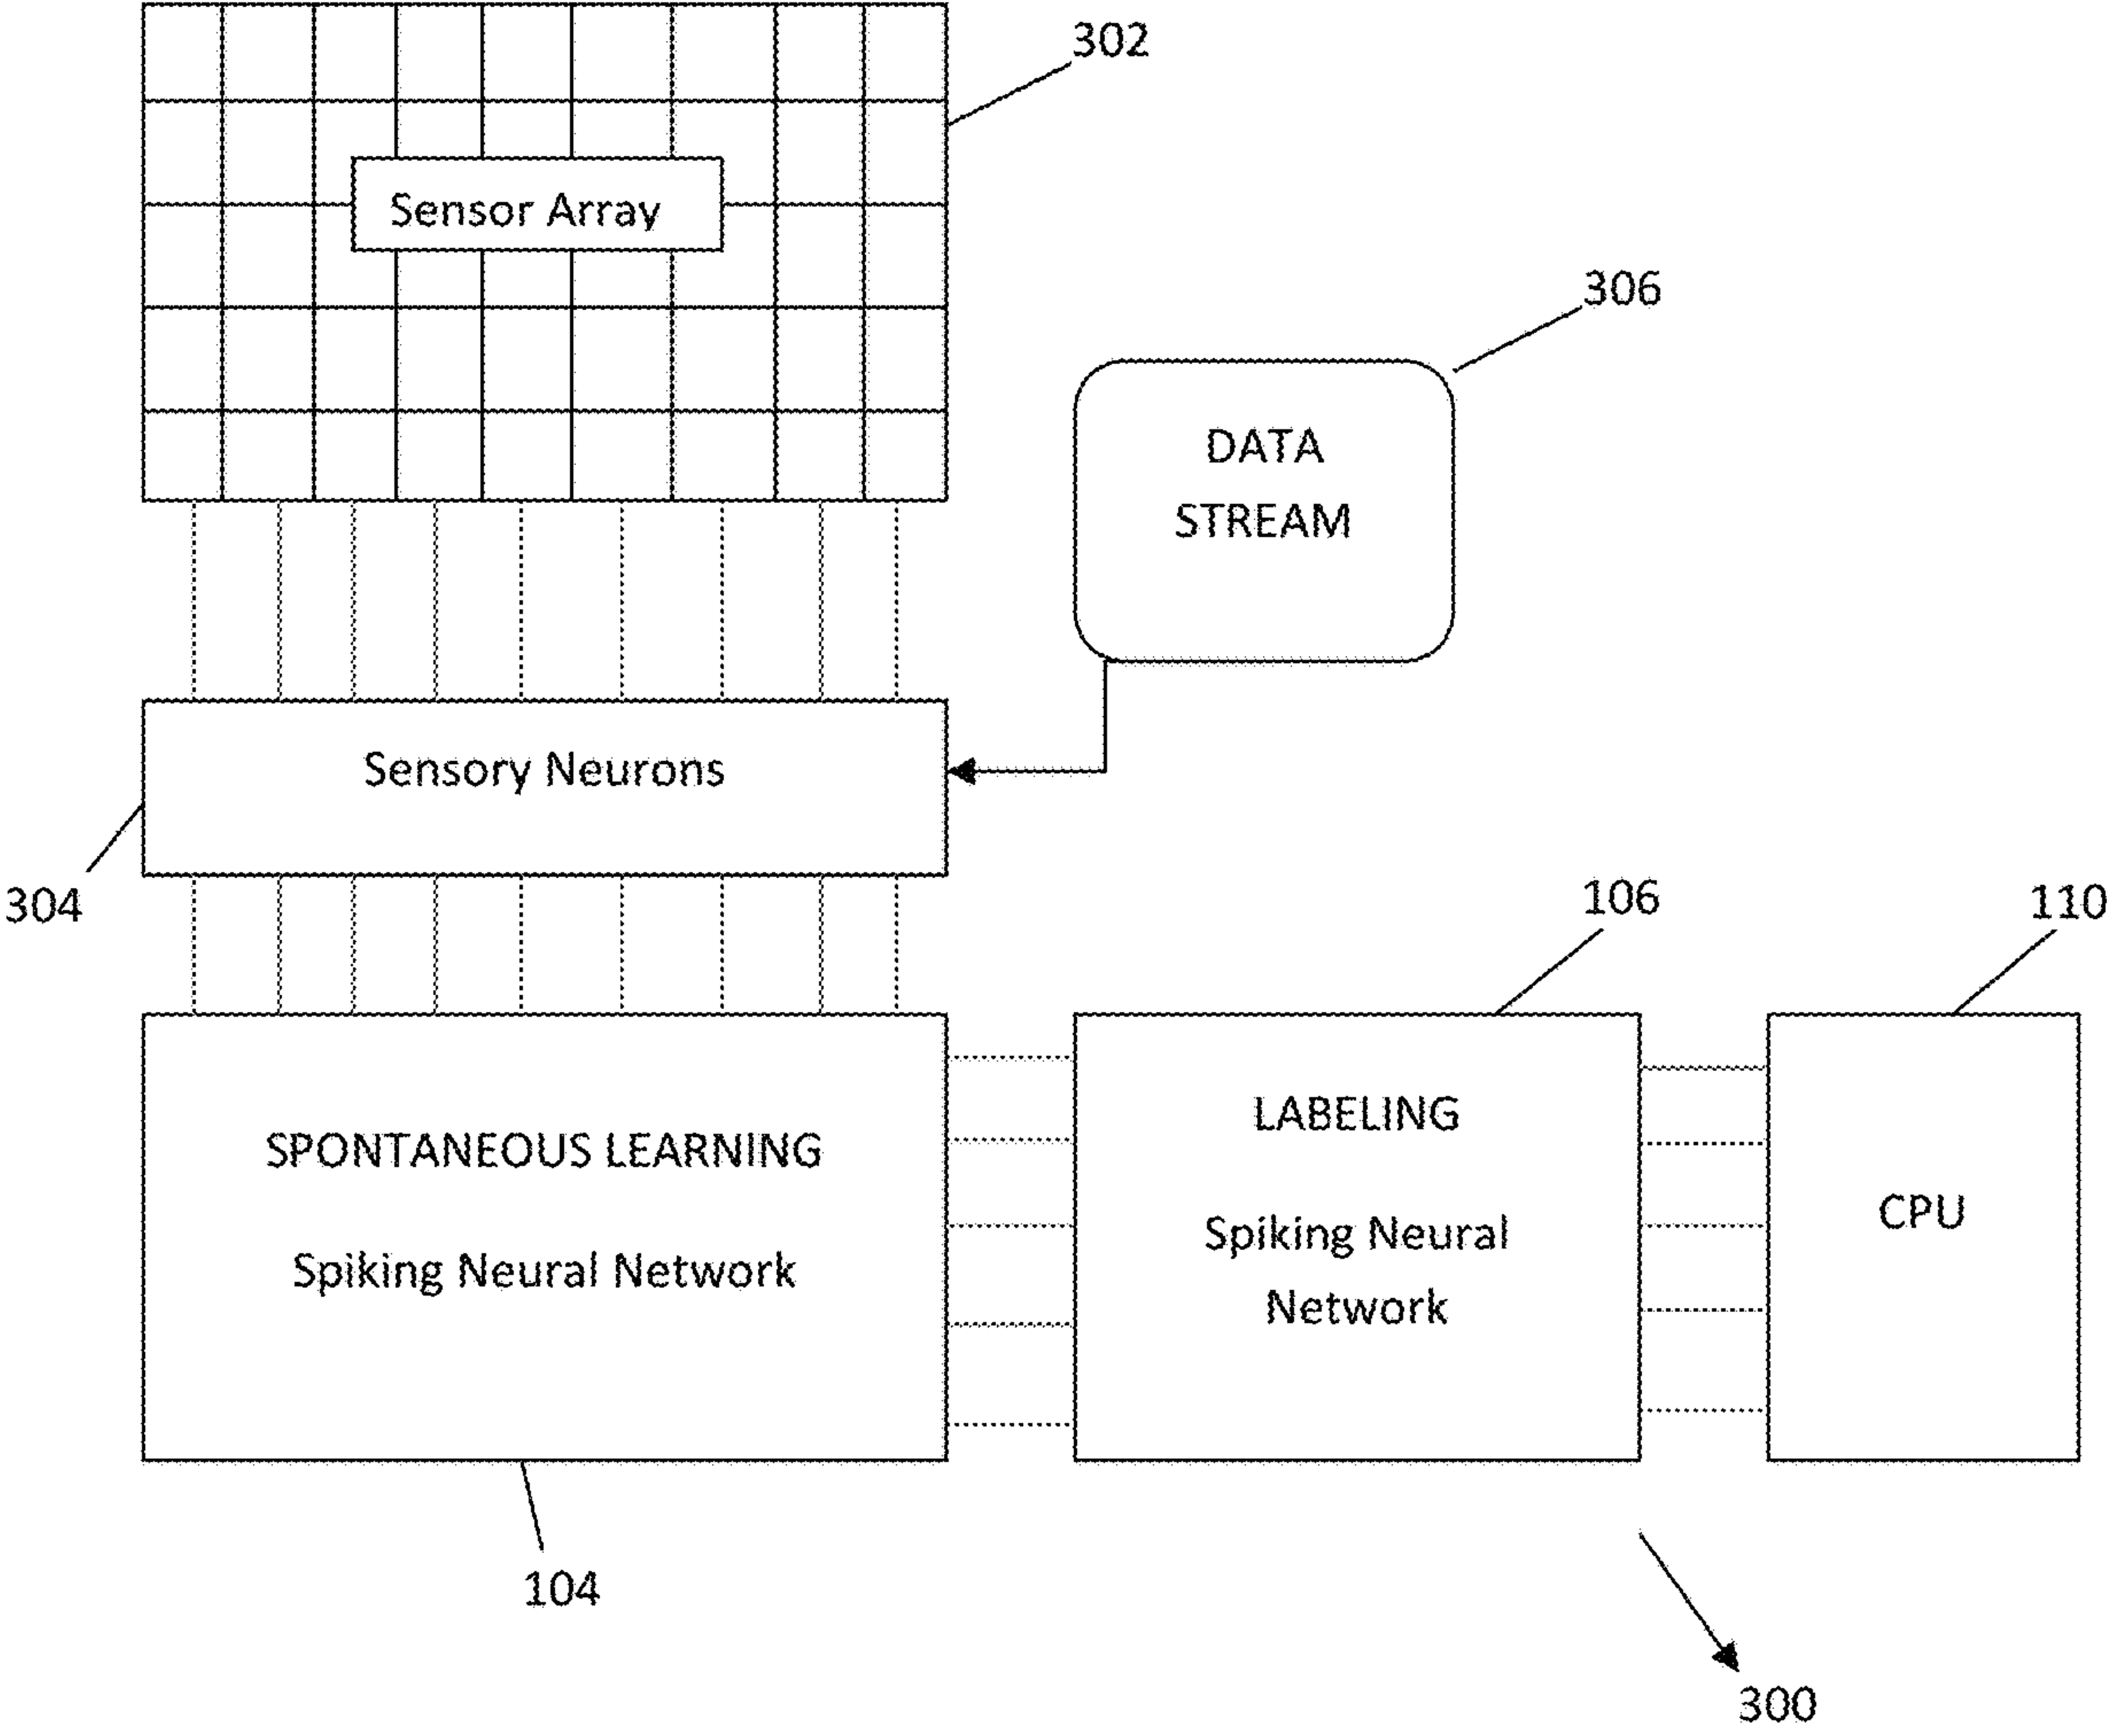 302
Sensor Array
306
DATA
STREAM
Sensory Neurons
304
106
110
SPONTANEOUS LEARNING
Spiking Neural Network
LABELING
Spiking Neural
Network
CPU
104
300